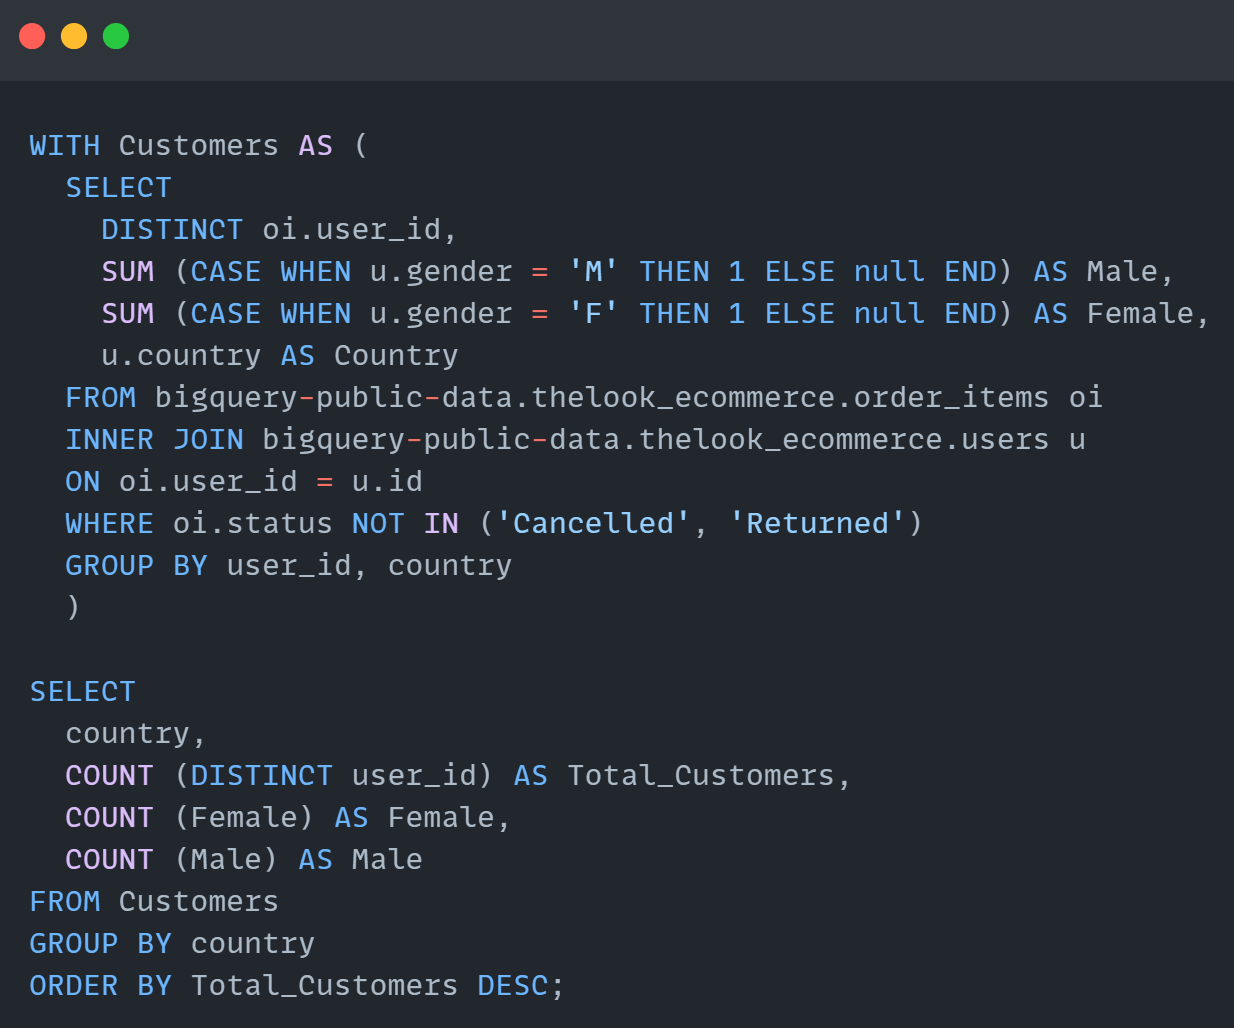 WITH Customers AS (
  SELECT
    DISTINCT oi.user_id,
    SUM (CASE WHEN u.gender = 'M' THEN 1 ELSE null END) AS Male,
    SUM (CASE WHEN u.gender = 'F' THEN 1 ELSE null END) AS Female,
    u.country AS Country
  FROM bigquery-public-data.thelook_ecommerce.order_items oi
  INNER JOIN bigquery-public-data.thelook_ecommerce.users u
  ON oi.user_id = u.id
  WHERE oi.status NOT IN ('Cancelled', 'Returned')
  GROUP BY user_id, country
  )

SELECT
  country,
  COUNT (DISTINCT user_id) AS Total_Customers,
  COUNT (Female) AS Female,
  COUNT (Male) AS Male
FROM Customers
GROUP BY country
ORDER BY Total_Customers DESC;